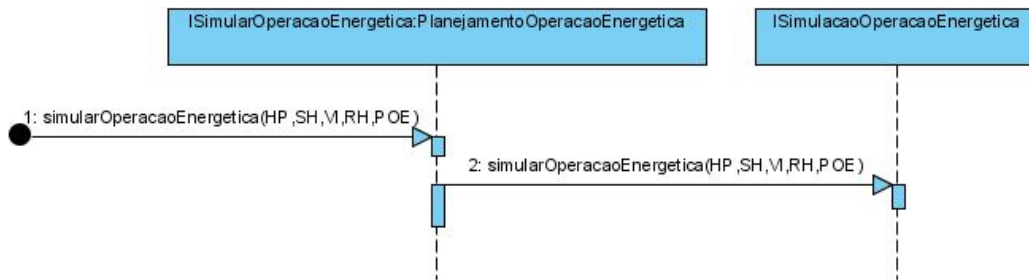 ISimularOperacaoEnergetica:PlanejamentoOperacaoEnergetica
ISimulacaoOperacaoEnergetica
1: simularOperacaoEnergetica(HP,SH,VI,RH,POE)
2: simularOperacaoEnergetica(HP,SH,VI,RH,POE)